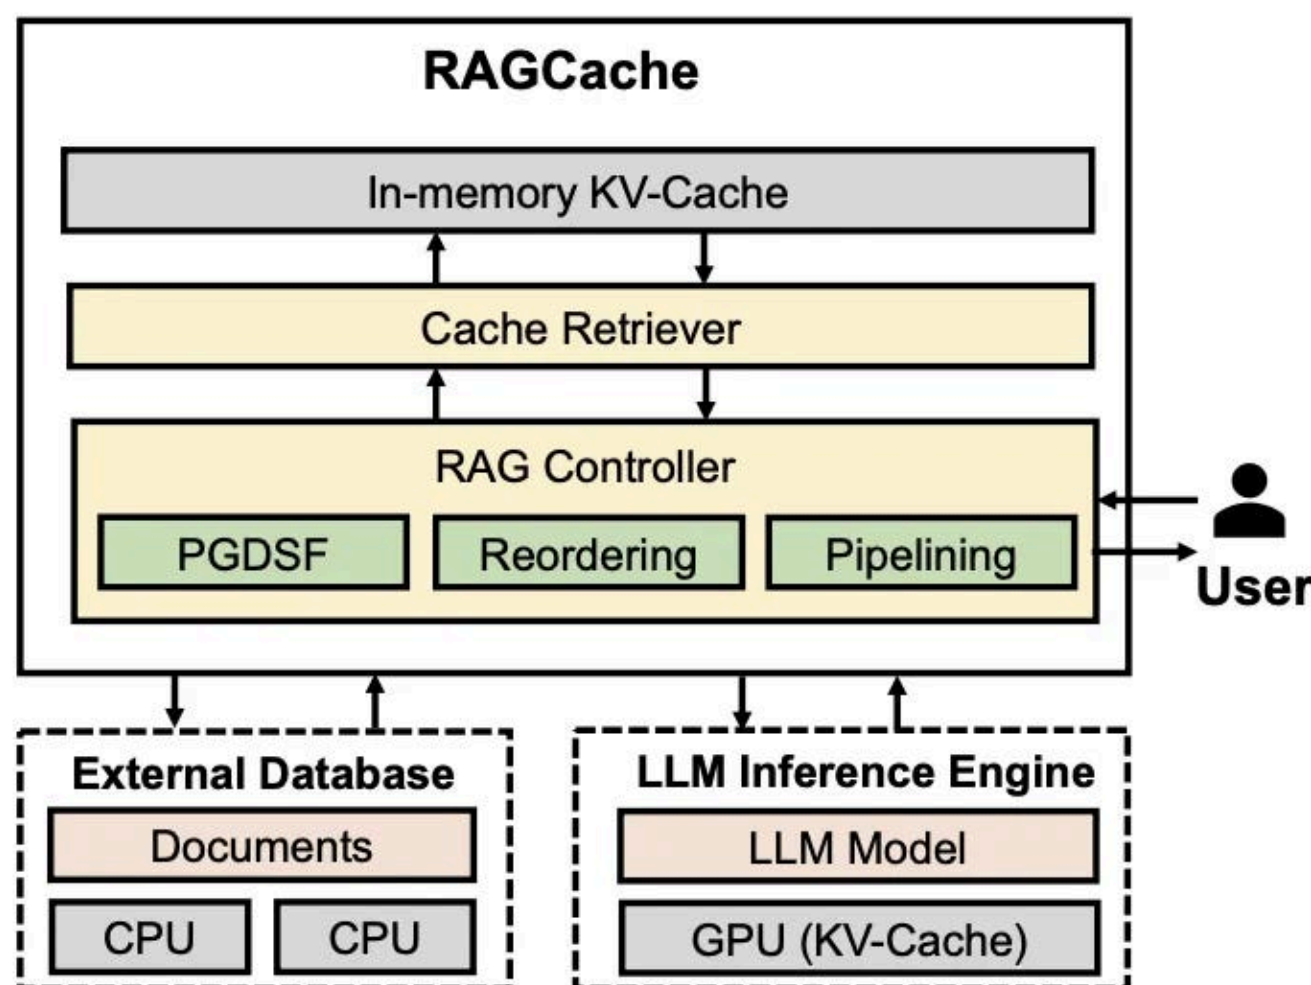 RAGCache
In-memory KV-Cache
Cache Retriever
RAG Controller
PGDSF
Reordering
Pipelining
User
External Database
Documents
CPU
CPU
LLM Inference Engine
LLM Model
GPU (KV-Cache)